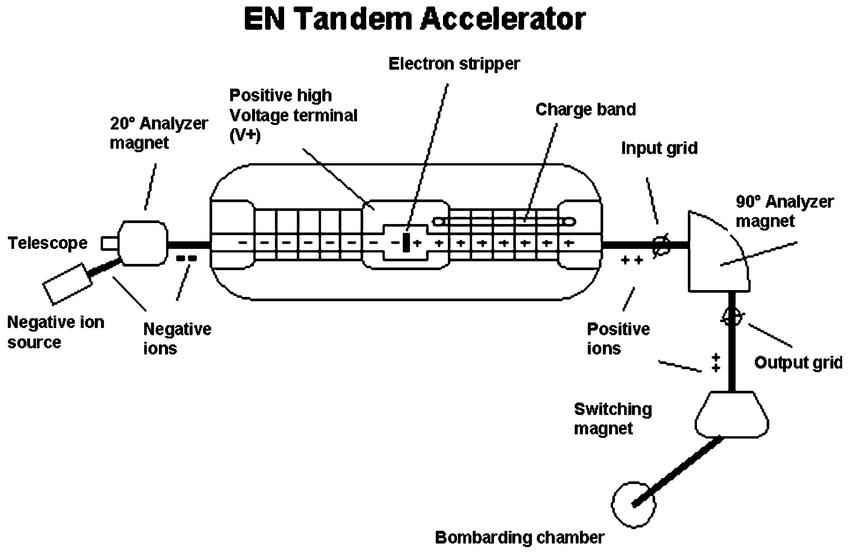 EN Tandem Accelerator
Electron stripper
Positive high
Voltage terminal
(V+)
Charge band
20° Analyzer
magnet
Input grid
90° Analyzer
magnet
Telescope
Negative ion
source
Negative
ions
Positive
ions
Output grid
Switching
magnet
Bombarding chamber